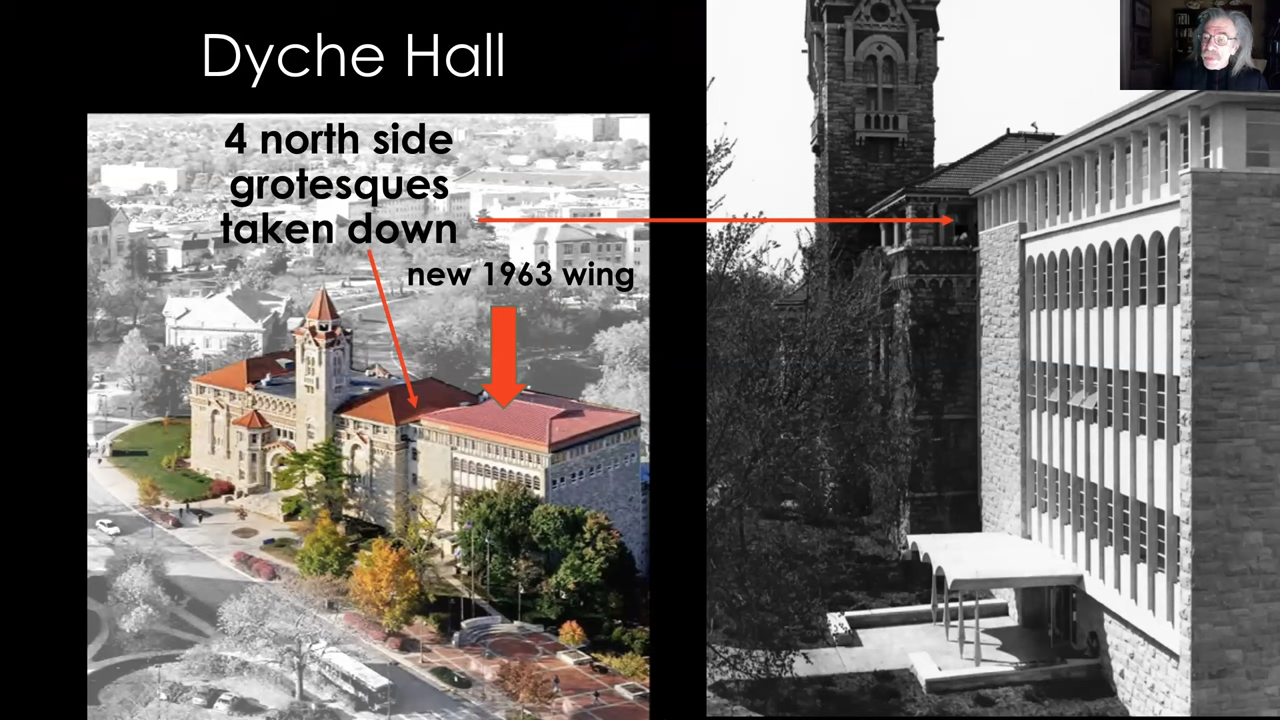 Dyche Hall
4 north side
grotesques
taken down
new 1963 wing